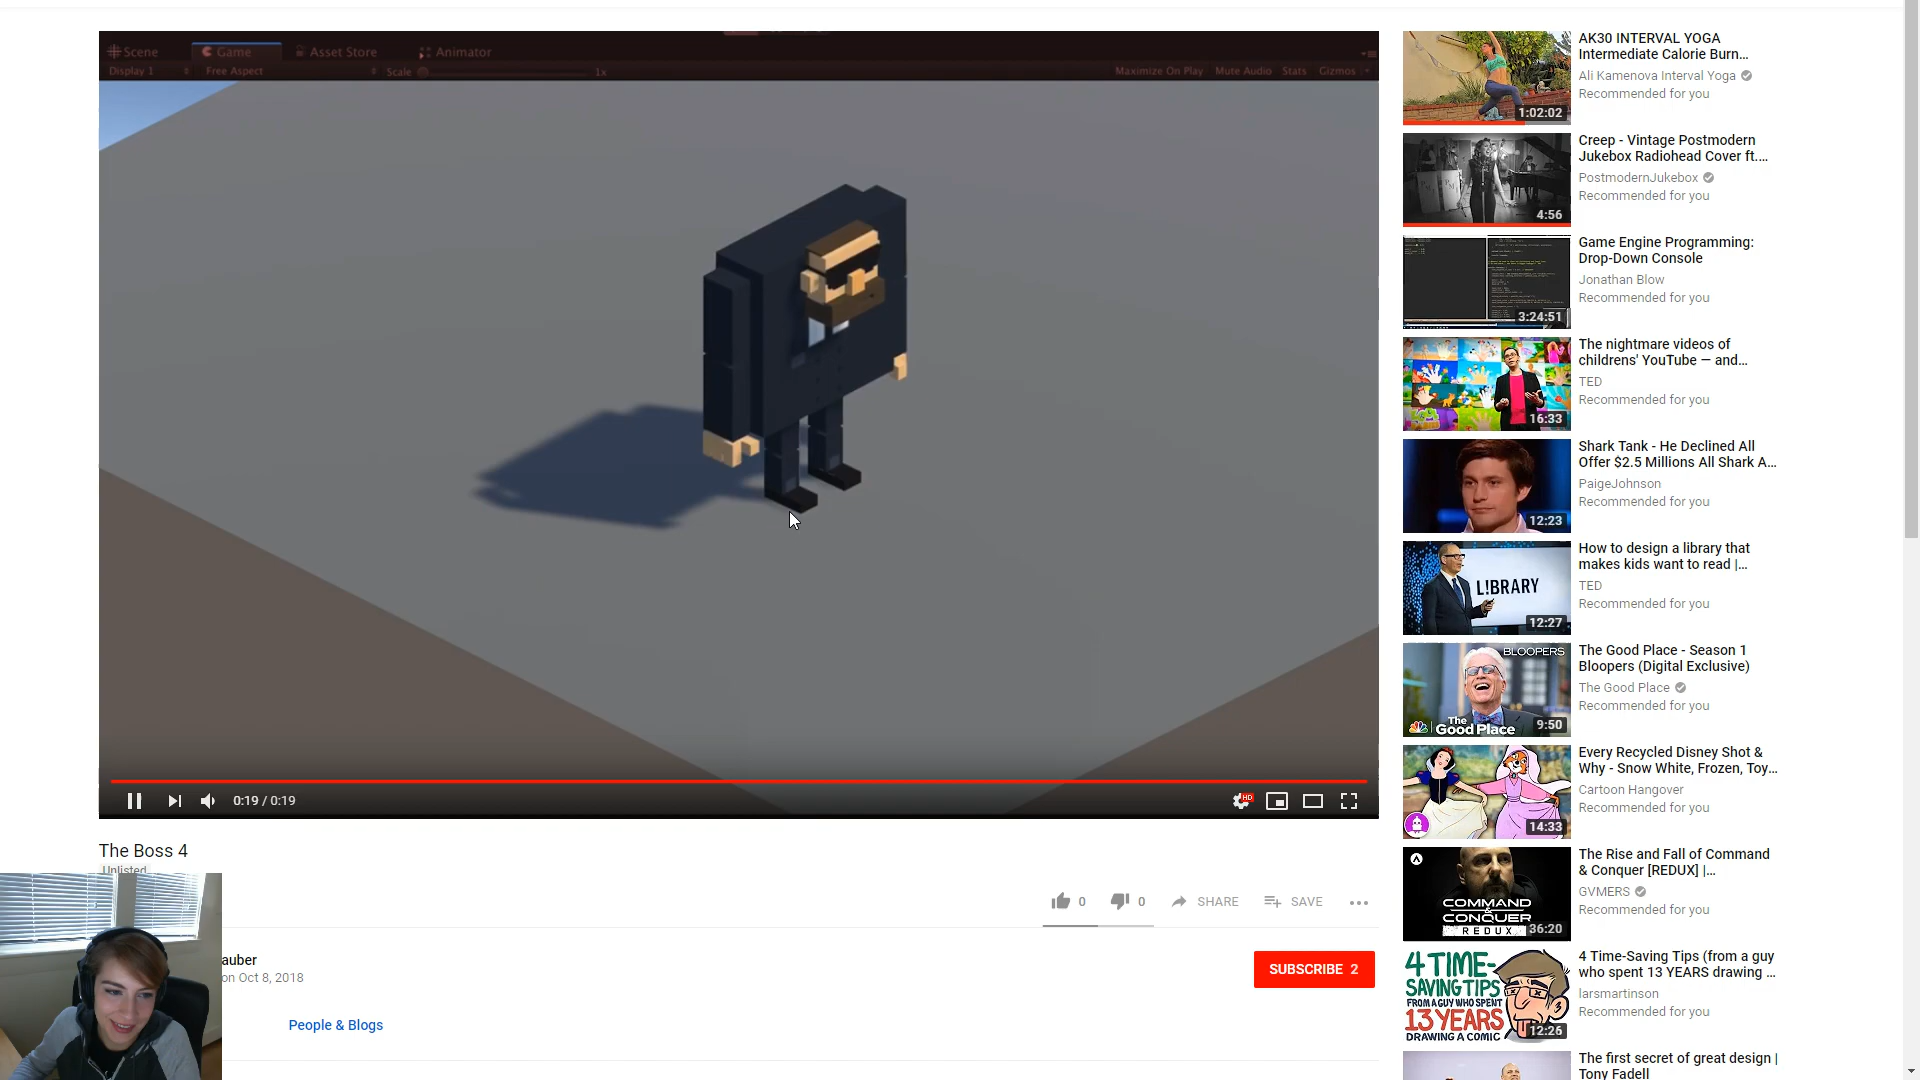 Scene
Game
Asset Store
Animator
Display 1
Free Aspect
Scale
1x
Maximize On Play
Mute Audio
Stats
Gizmos
0:19 / 0:19
HD
The Boss 4
Unlisted
0
0
SHARE
SAVE
auber
on Oct 8, 2018
SUBSCRIBE 2
People & Blogs
1:02:02
AK30 INTERVAL YOGA
Intermediate Calorie Burn...
Ali Kamenova Interval Yoga
Recommended for you
4:56
Creep - Vintage Postmodern
Jukebox Radiohead Cover ft....
PostmodernJukebox
Recommended for you
3:24:51
Game Engine Programming:
Drop-Down Console
Jonathan Blow
Recommended for you
16:33
The nightmare videos of
childrens' YouTube — and...
TED
Recommended for you
12:23
Shark Tank - He Declined All
Offer $2.5 Millions All Shark A...
PaigeJohnson
Recommended for you
L!BRARY
12:27
How to design a library that
makes kids want to read |...
TED
Recommended for you
BLOOPERS
The
Good Place
9:50
The Good Place - Season 1
Bloopers (Digital Exclusive)
The Good Place
Recommended for you
14:33
Every Recycled Disney Shot &
Why - Snow White, Frozen, Toy...
Cartoon Hangover
Recommended for you
COMMAND
&
CONQUER
REDUX
36:20
The Rise and Fall of Command
& Conquer [REDUX] |...
GVMERS
Recommended for you
4 TIME-
SAVING TIPS
FROM A GUY WHO SPENT
13 YEARS
DRAWING A COMIC
12:26
4 Time-Saving Tips (from a guy
who spent 13 YEARS drawing ...
larsmartinson
Recommended for you
The first secret of great design |
Tony Fadell